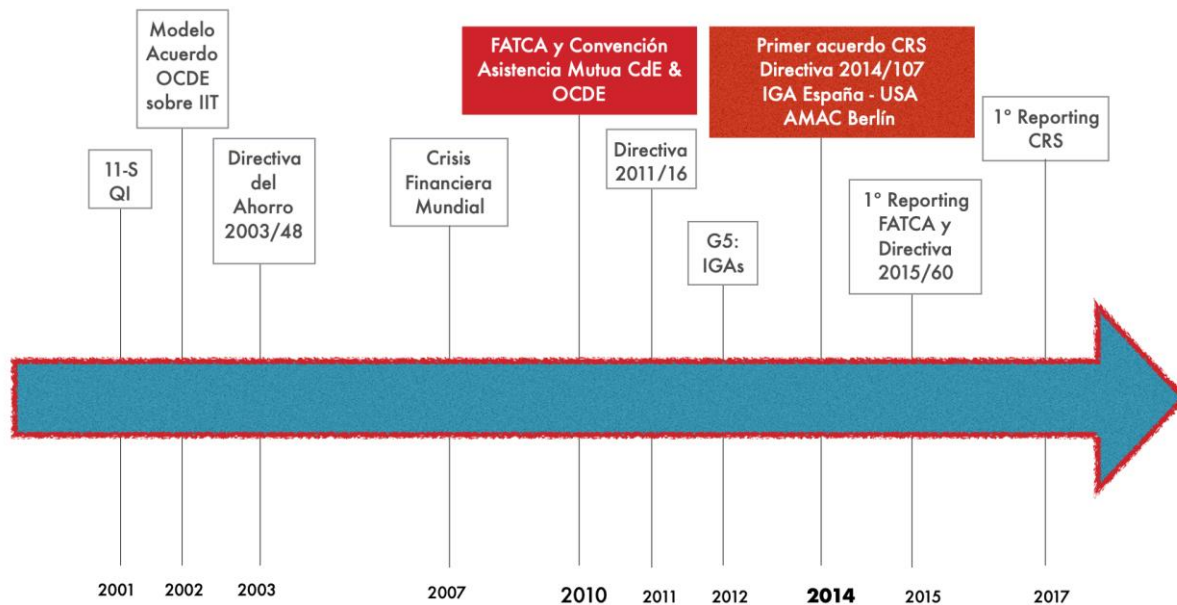 11-S
QI
Modelo
Acuerdo
OCDE
sobre IIT
Directiva
del
Ahorro
2003/48
Crisis
Financiera
Mundial
FATCA y Convención
Asistencia Mutua CdE &
OCDE
Directiva
2011/16
G5:
IGAs
Primer acuerdo CRS
Directiva 2014/107
IGA España - USA
AMAC Berlín
1º Reporting
FATCA y
Directiva
2015/60
1º Reporting
CRS
2001
2002
2003
2007
2010
2011
2012
2014
2015
2017